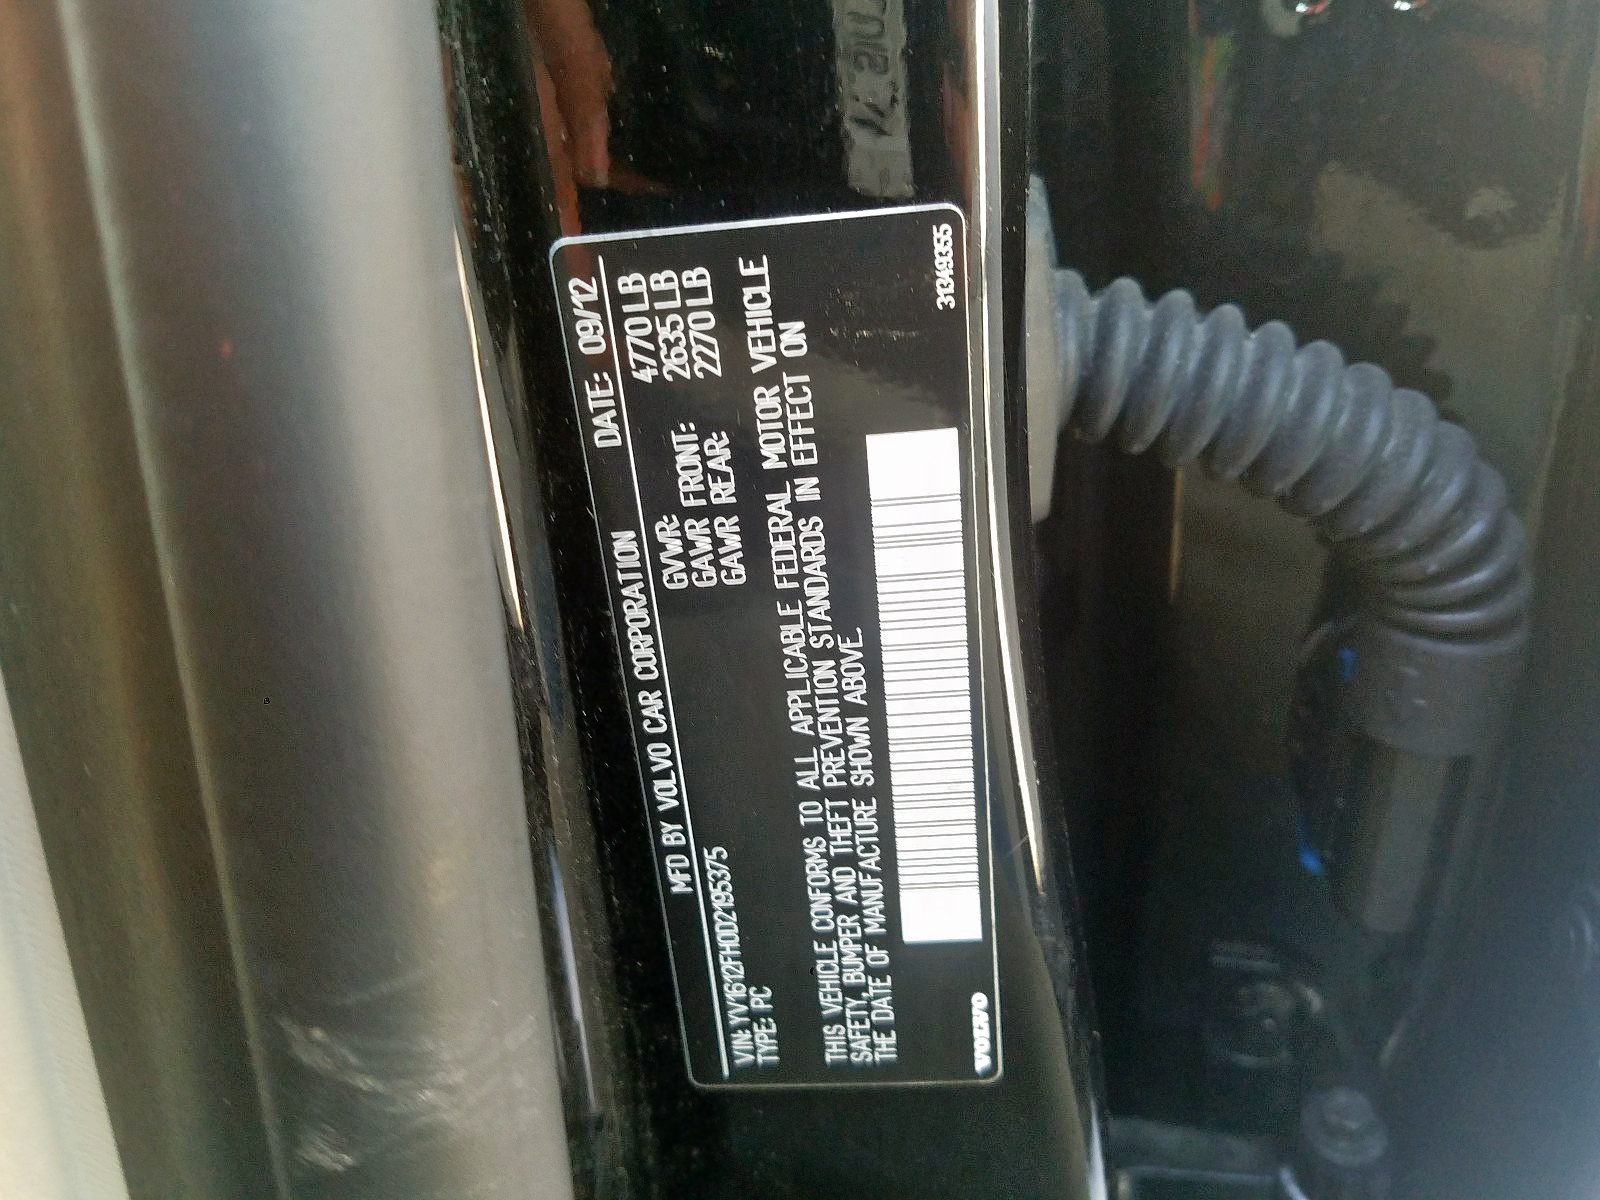 MFD BY VOLVO CAR CORPORATION DATE: 09/12
GVWR: 4770 LB
GAWR FRONT: 2635 LB
GAWR REAR: 2270 LB
VIN: YV1612FH0D2195375
TYPE: PC
THIS VEHICLE CONFORMS TO ALL APPLICABLE FEDERAL MOTOR VEHICLE
SAFETY, BUMPER AND THEFT PREVENTION STANDARDS IN EFFECT ON
THE DATE OF MANUFACTURE SHOWN ABOVE.
VOLVO
31349355